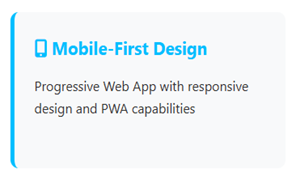 Mobile-First Design
Progressive Web App with responsive
design and PWA capabilities